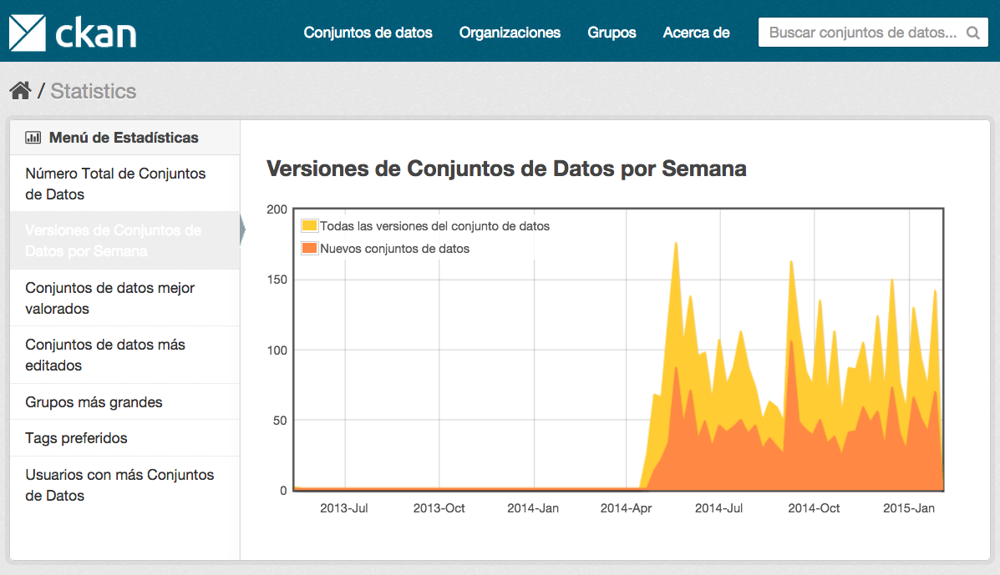 ckan
Conjuntos de datos Organizaciones Grupos Acerca de Buscar conjuntos de datos...
/ Statistics
Menú de Estadísticas
Número Total de Conjuntos
de Datos
Versiones de Conjuntos de
Datos por Semana
Conjuntos de datos mejor
valorados
Conjuntos de datos más
editados
Grupos más grandes
Tags preferidos
Usuarios con más Conjuntos
de Datos
Versiones de Conjuntos de Datos por Semana
Todas las versiones del conjunto de datos
Nuevos conjuntos de datos
200
150
100
50
0
2013-Jul 2013-Oct 2014-Jan 2014-Apr 2014-Jul 2014-Oct 2015-Jan